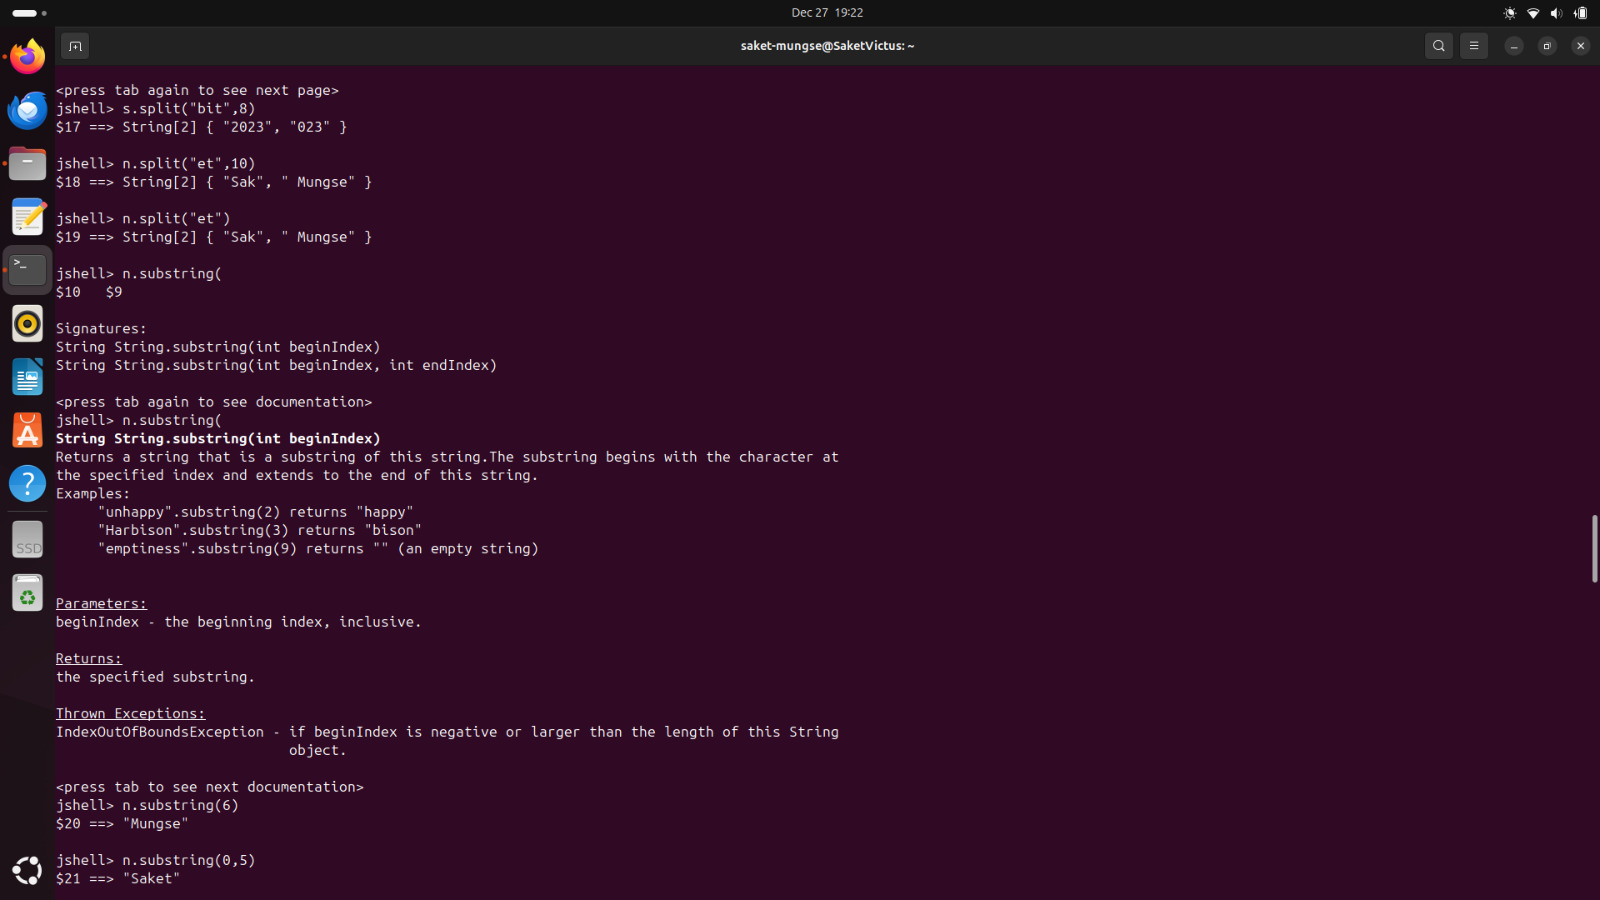 Dec 27 19:22
saket-mungse@SaketVictus: ~
<press tab again to see next page>
jshell> s.split("bit",8)
$17 ==> String[2] { "2023", "023" }
jshell> n.split("et",10)
$18 ==> String[2] { "Sak", " Mungse" }
jshell> n.split("et")
$19 ==> String[2] { "Sak", " Mungse" }
jshell> n.substring(
$10   $9
Signatures:
String String.substring(int beginIndex)
String String.substring(int beginIndex, int endIndex)
<press tab again to see documentation>
jshell> n.substring(
String String.substring(int beginIndex)
Returns a string that is a substring of this string.The substring begins with the character at
the specified index and extends to the end of this string.
Examples:
     "unhappy".substring(2) returns "happy"
     "Harbison".substring(3) returns "bison"
     "emptiness".substring(9) returns "" (an empty string)
Parameters:
beginIndex - the beginning index, inclusive.
Returns:
the specified substring.
Thrown Exceptions:
IndexOutOfBoundsException - if beginIndex is negative or larger than the length of this String
                            object.
<press tab to see next documentation>
jshell> n.substring(6)
$20 ==> "Mungse"
jshell> n.substring(0,5)
$21 ==> "Saket"
SSD